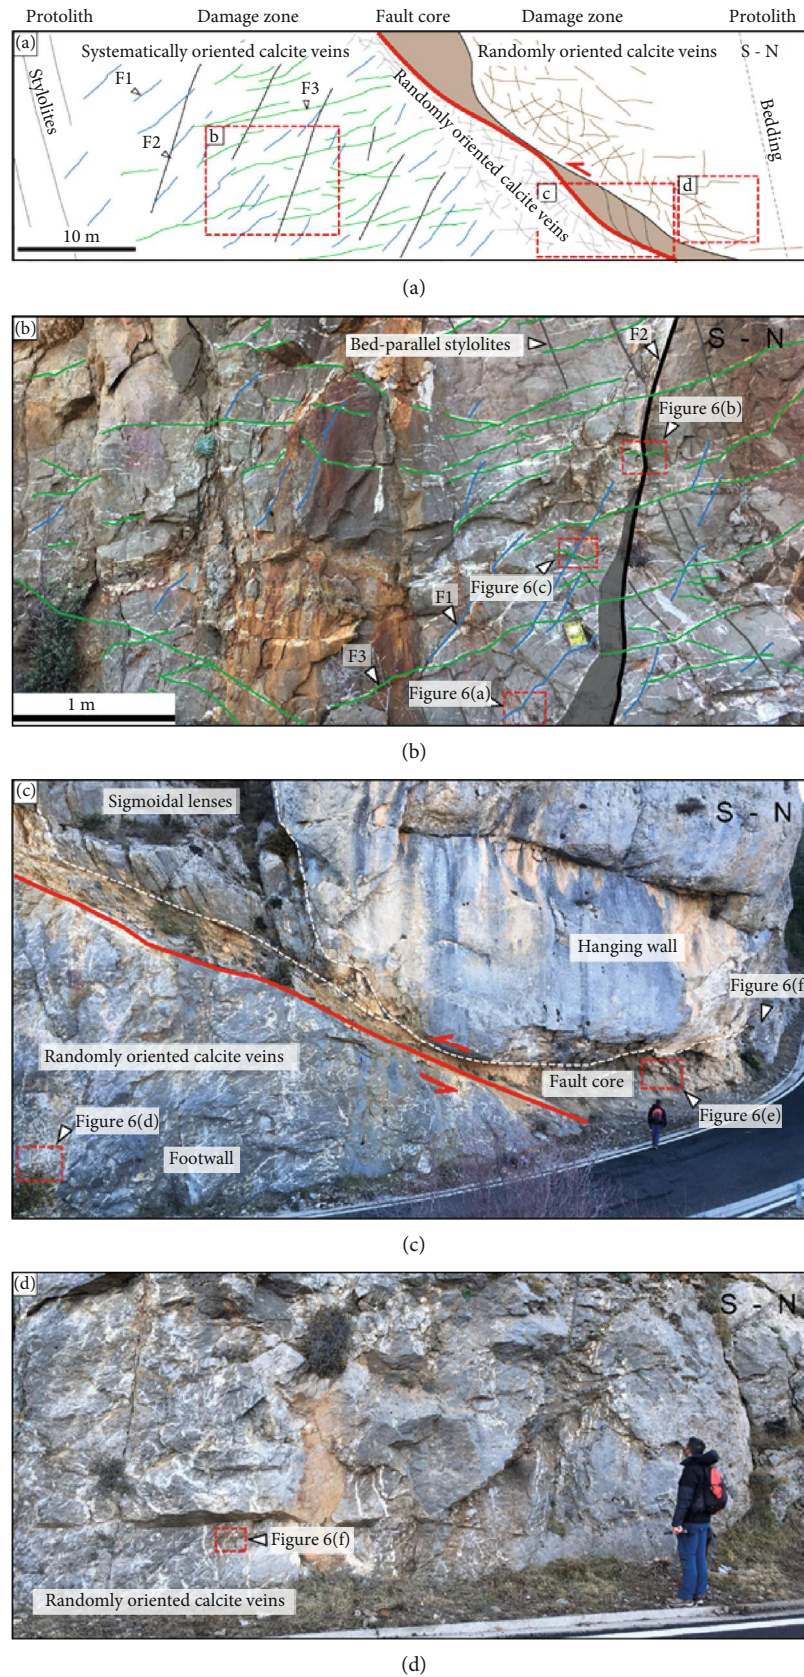 Protolith Damage zone Fault core Damage zone Protolith
(a) Systematically oriented calcite veins Randomly oriented calcite veins S - N
Stylolites
F1
F2
F3
b
Randomly oriented calcite veins
c
d
Bedding
10 m
(a)
(b) Bed-parallel stylolites F2 S - N
Figure 6(b)
Figure 6(c)
F1
F3
Figure 6(a)
1 m
(b)
(c) Sigmoidal lenses S - N
Hanging wall
Figure 6(f)
Randomly oriented calcite veins
Fault core
Figure 6(e)
Figure 6(d)
Footwall
(c)
(d) S - N
Figure 6(f)
Randomly oriented calcite veins
(d)